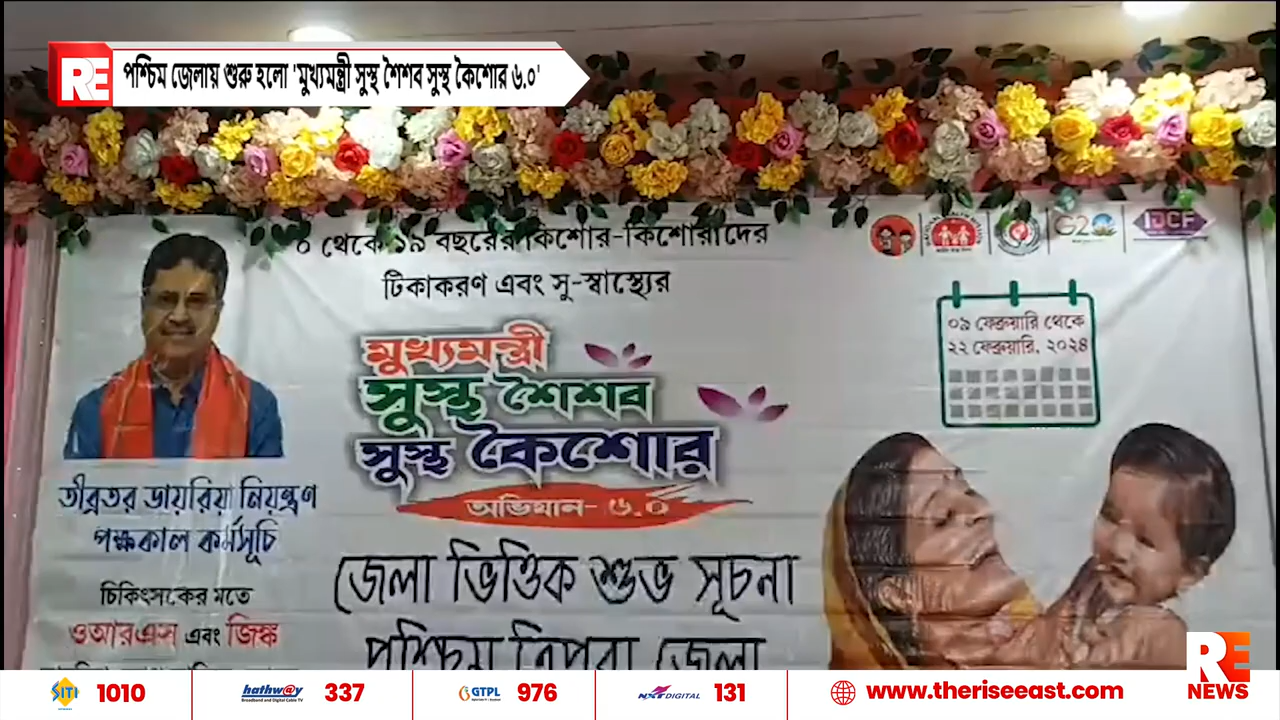 RE পশ্চিম জেলায় শুরু হলো 'মুখ্যমন্ত্রী সুস্থ শৈশব সুস্থ কৈশোর ৬.০'
০ থেকে ১৯ বছরের কিশোর-কিশোরীদের
টিকাকরণ এবং সু-স্বাস্থ্যের
G20
IDCF
০৯ ফেব্রুয়ারি থেকে
২২ ফেব্রুয়ারি, ২০২৪
মুখ্যমন্ত্রী
সুস্থ শৈশব
সুস্থ কৈশোর
অভিযান- ৬.০
তীব্রতর ডায়রিয়া নিয়ন্ত্রণ
পক্ষকাল কর্মসূচি
চিকিৎসকের মতে
ওআরএস এবং জিঙ্ক
জেলা ভিত্তিক শুভ সূচনা
পশ্চিম ত্রিপুরা জেলা
RE
NEWS
SITI 1010
hathway 337
GTPL 976
NXT DIGITAL 131
www.theriseeast.com